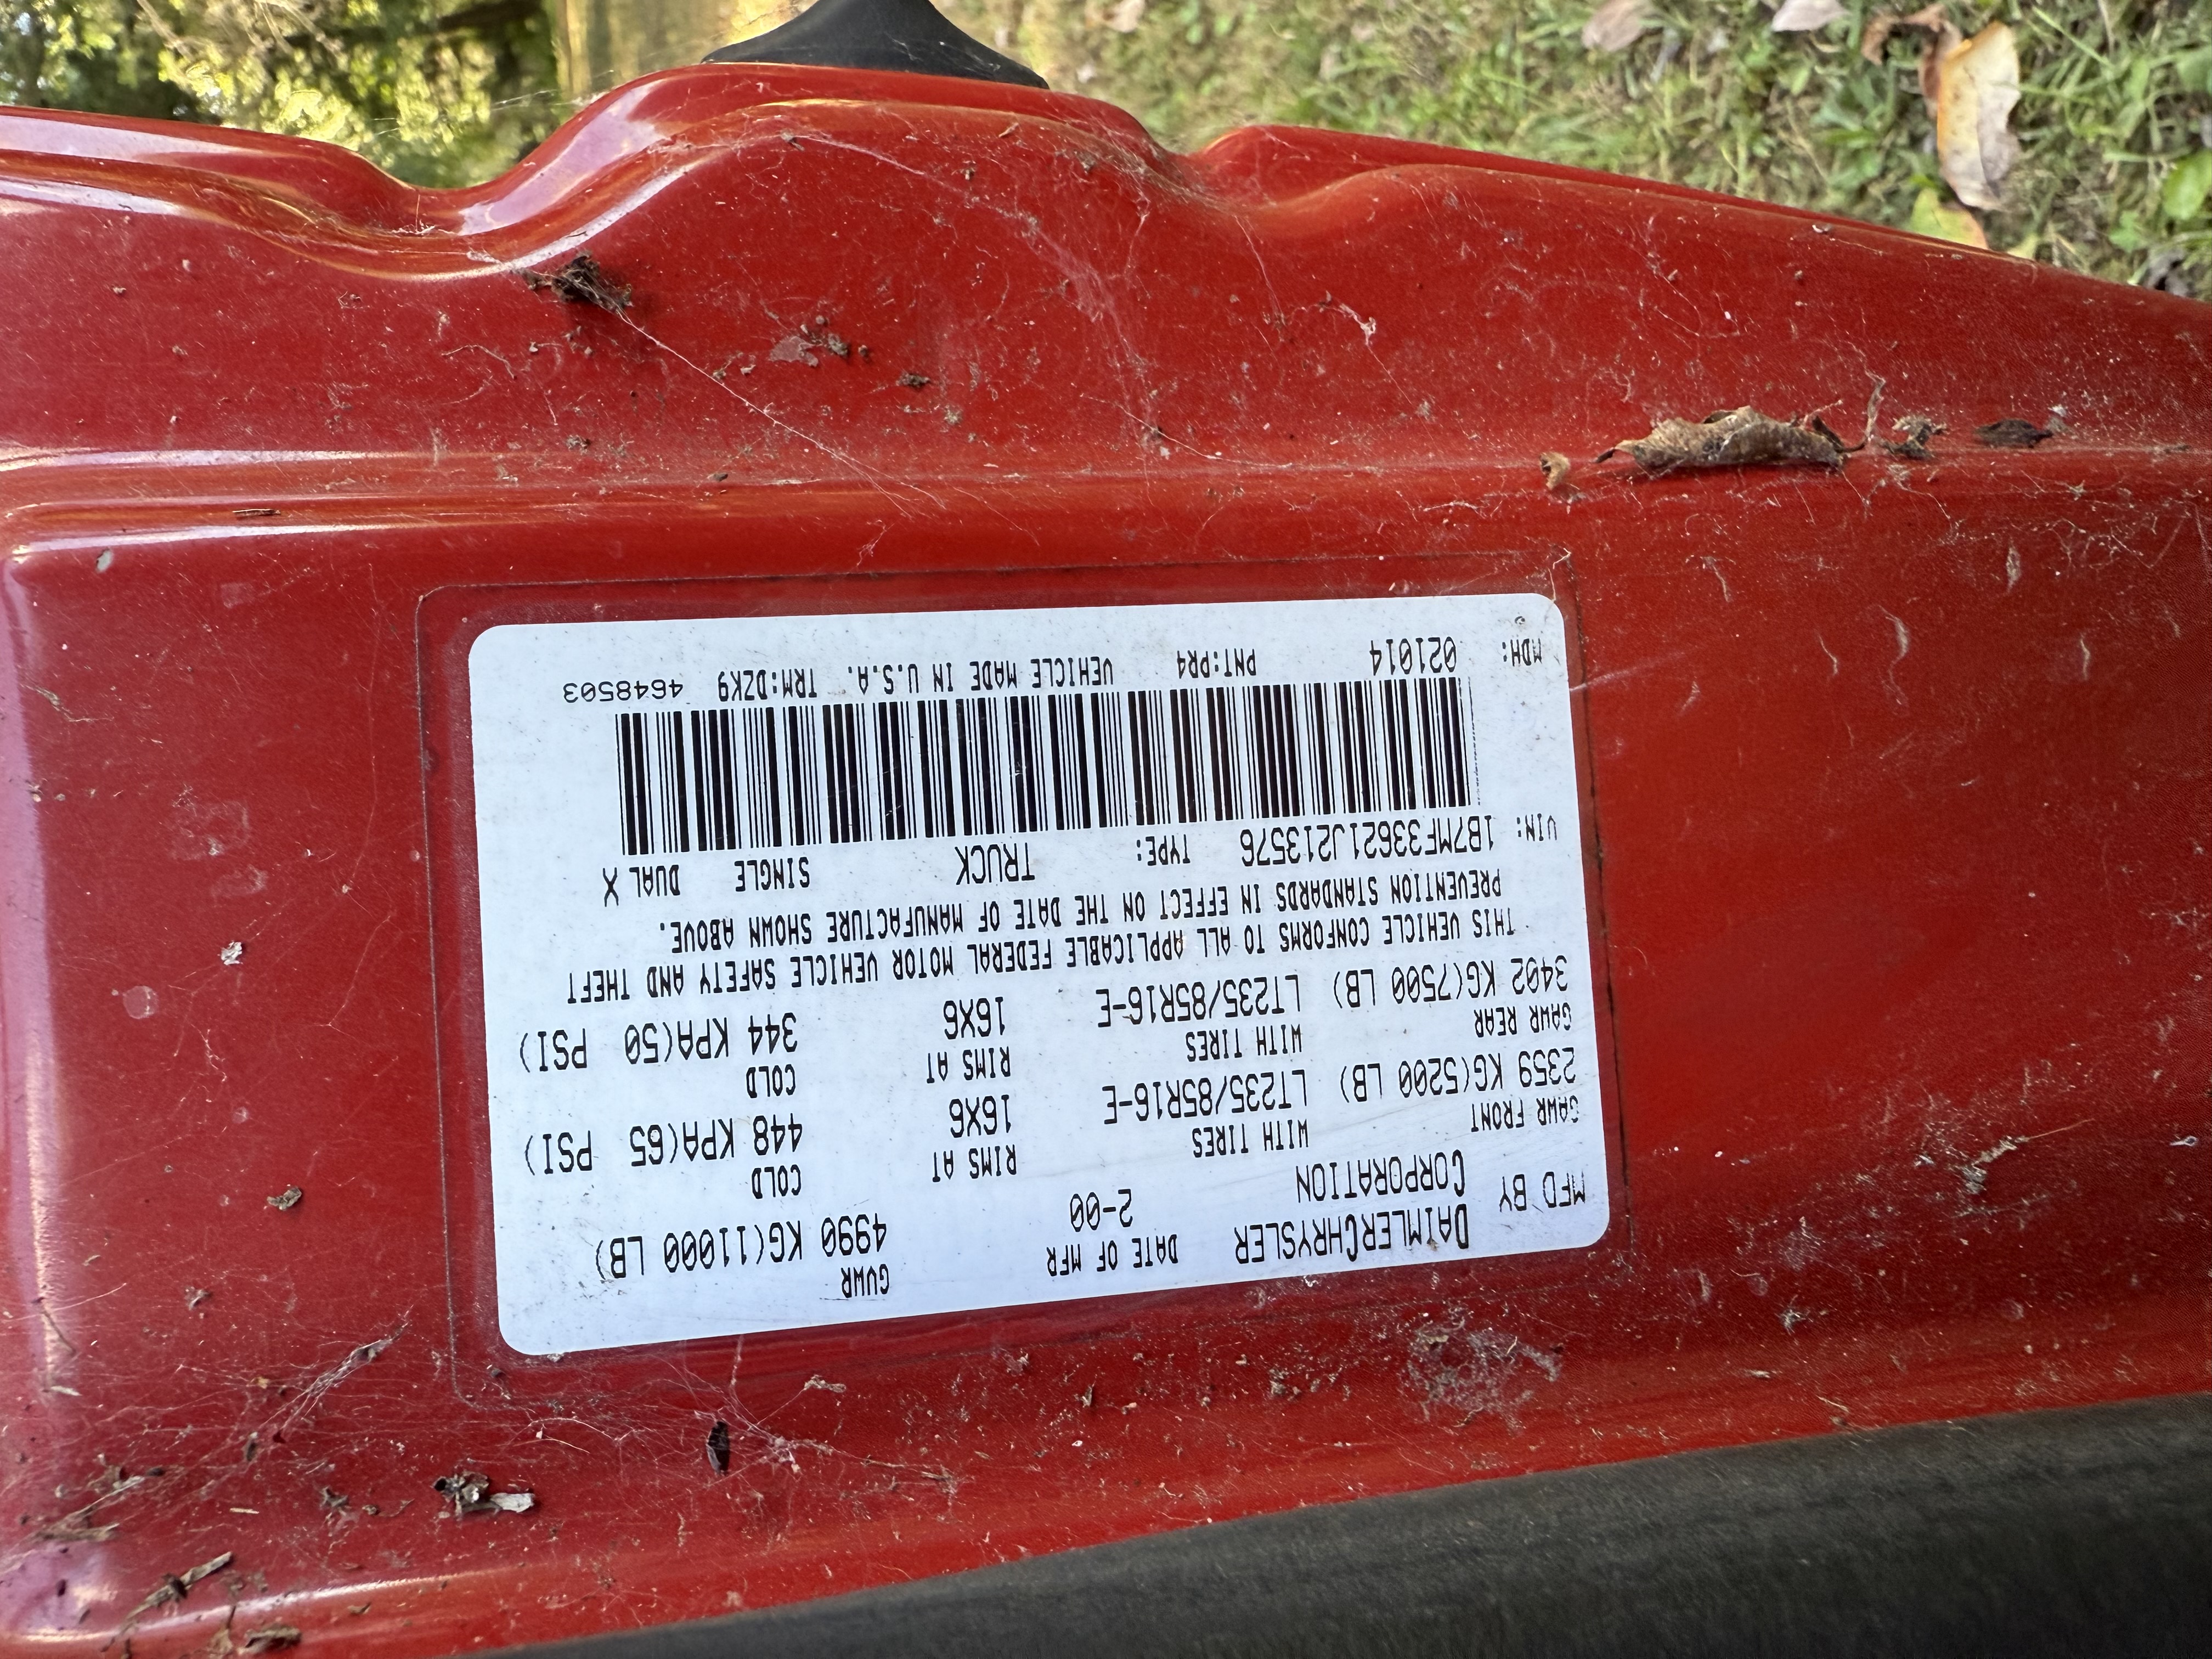 MFD BY DAIMLERCHRYSLER CORPORATION DATE OF MFR 2-00 GVWR 4990 KG(11000 LB)
GAWR FRONT WITH TIRES RIMS AT COLD
2359 KG(5200 LB) LT235/85R16-E 16X6 448 KPA(65 PSI)
GAWR REAR WITH TIRES RIMS AT COLD
3402 KG(7500 LB) LT235/85R16-E 16X6 344 KPA(50 PSI)
THIS VEHICLE CONFORMS TO ALL APPLICABLE FEDERAL MOTOR VEHICLE SAFETY AND THEFT
PREVENTION STANDARDS IN EFFECT ON THE DATE OF MANUFACTURE SHOWN ABOVE.
VIN: 1B7MF33621J213576 TYPE: TRUCK SINGLE DUAL X
MDH: 021014 PNT:PR4 VEHICLE MADE IN U.S.A. TRM:DZK9 4648503